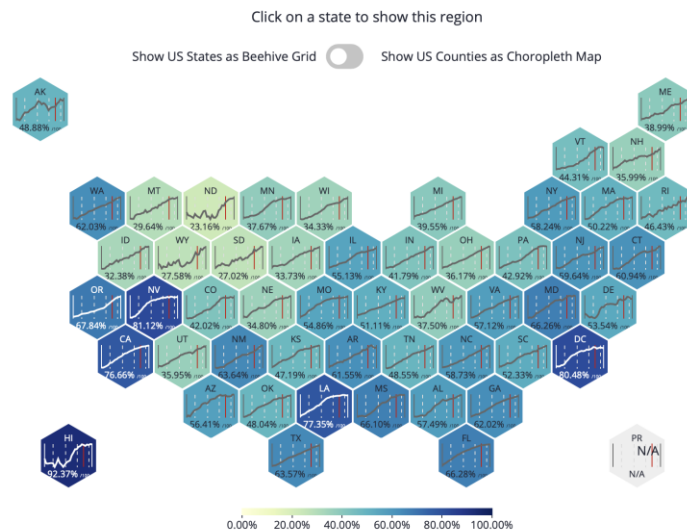 Click on a state to show this region
Show US States as Beehive Grid Show US Counties as Choropleth Map
AK
48.88%
ME
38.99%
VT
44.31%
NH
35.99%
WA
62.03%
MT
29.64%
ND
23.16%
MN
37.67%
WI
34.33%
MI
39.55%
NY
58.24%
MA
50.22%
RI
46.43%
ID
32.38%
WY
27.58%
SD
27.02%
IA
33.73%
IL
55.13%
IN
41.79%
OH
36.17%
PA
42.92%
NJ
59.64%
CT
60.94%
OR
67.84%
NV
81.12%
CO
42.02%
NE
34.80%
MO
54.86%
KY
51.11%
WV
37.50%
VA
57.12%
MD
66.26%
DE
53.54%
CA
76.66%
UT
35.95%
NM
63.64%
KS
47.19%
AR
61.55%
TN
48.55%
NC
58.73%
SC
52.33%
DC
80.48%
AZ
56.41%
OK
48.04%
LA
77.35%
MS
66.10%
AL
57.49%
GA
62.02%
HI
92.37%
TX
63.57%
FL
66.28%
PR
N/A
N/A
0.00% 20.00% 40.00% 60.00% 80.00% 100.00%